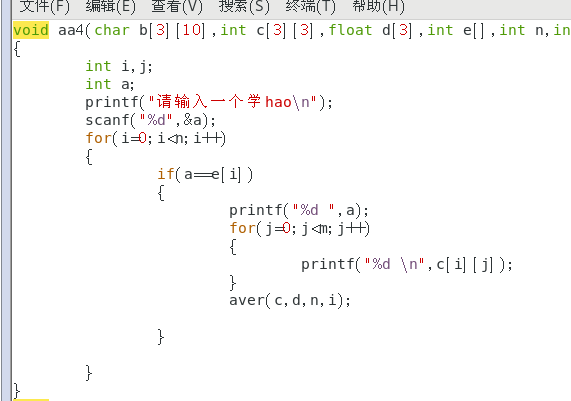 文件(F) 编辑(E) 查看(V) 搜索(S) 终端(T) 帮助(H)
void aa4(char b[3][10],int c[3][3],float d[3],int e[],int n,in
{
int i,j;
int a;
printf("请输入一个学hao\n");
scanf("%d",&a);
for(i=0;i<n;i++)
{
if(a==e[i])
{
printf("%d ",a);
for(j=0;j<m;j++)
{
printf("%d \n",c[i][j]);
}
aver(c,d,n,i);
}
}
}